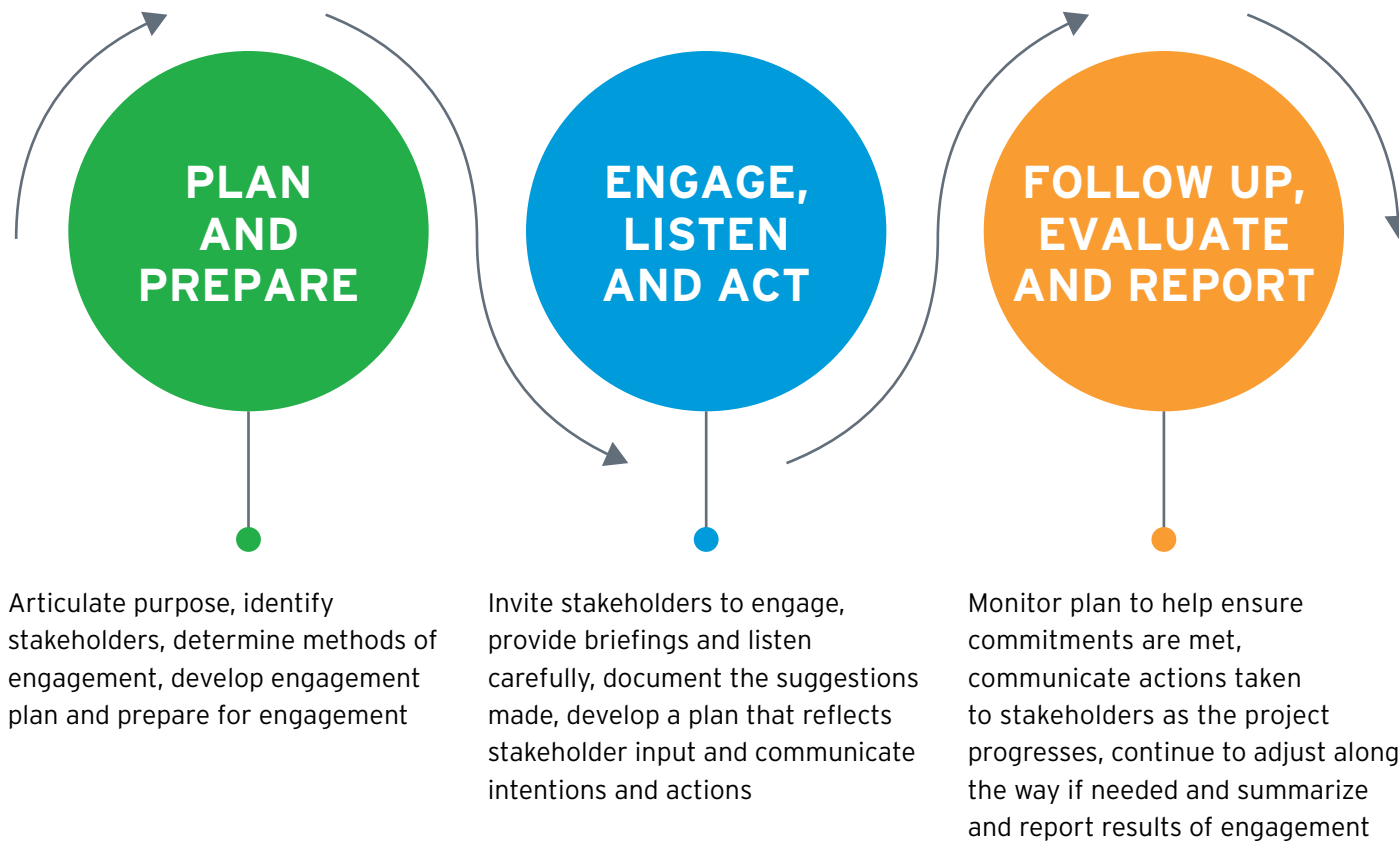 PLAN
AND
PREPARE
ENGAGE,
LISTEN
AND ACT
FOLLOW UP,
EVALUATE
AND REPORT
Articulate purpose, identify
stakeholders, determine methods of
engagement, develop engagement
plan and prepare for engagement
Invite stakeholders to engage,
provide briefings and listen
carefully, document the suggestions
made, develop a plan that reflects
stakeholder input and communicate
intentions and actions
Monitor plan to help ensure
commitments are met,
communicate actions taken
to stakeholders as the project
progresses, continue to adjust along
the way if needed and summarize
and report results of engagement